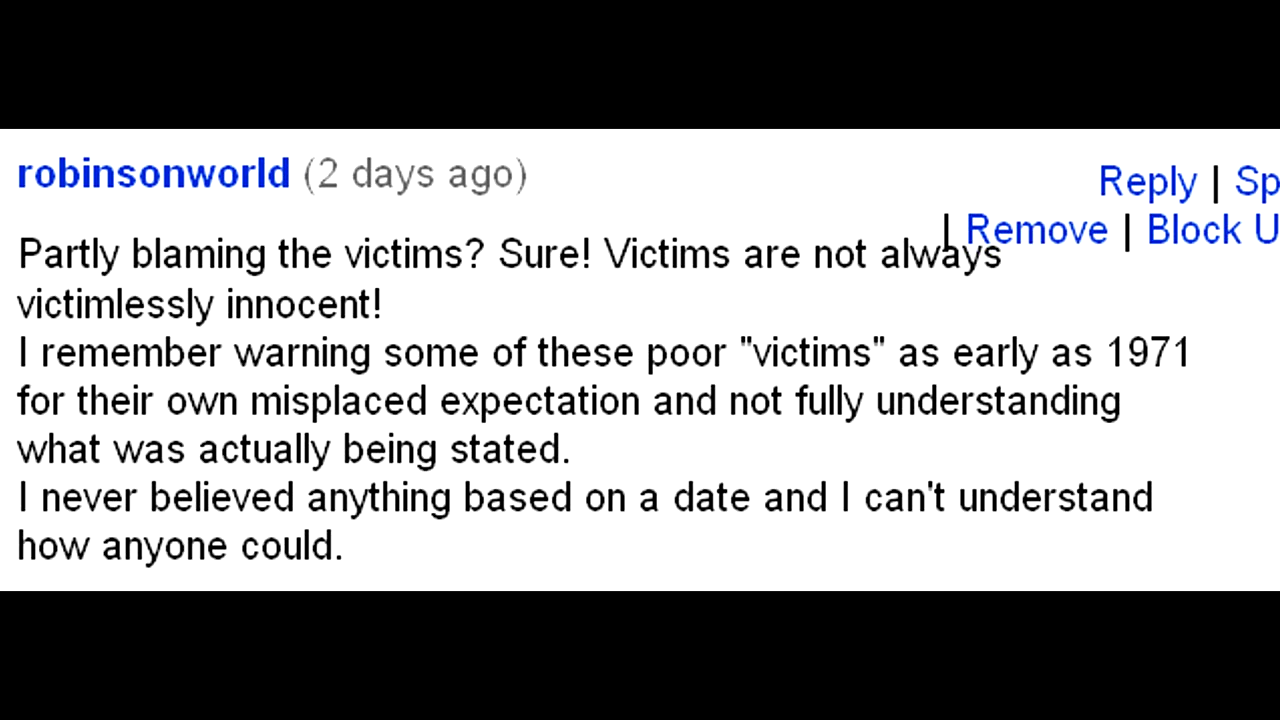 robinsonworld (2 days ago)
Reply | Sp
| Remove | Block U
Partly blaming the victims? Sure! Victims are not always
victimlessly innocent!
I remember warning some of these poor "victims" as early as 1971
for their own misplaced expectation and not fully understanding
what was actually being stated.
I never believed anything based on a date and I can't understand
how anyone could.